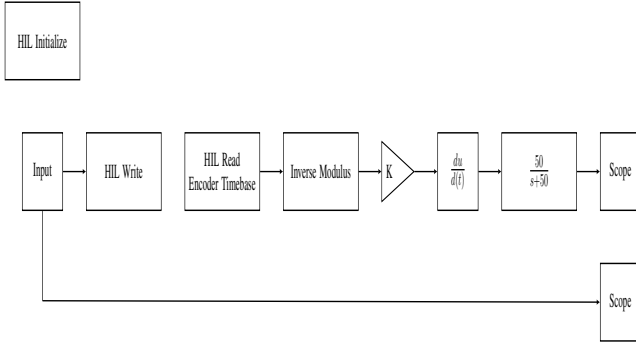 HIL Initialize
Input
HIL Write
HIL Read
Encoder Timebase
Inverse Modulus
K
du
d(t)
50
s+50
Scope
Scope